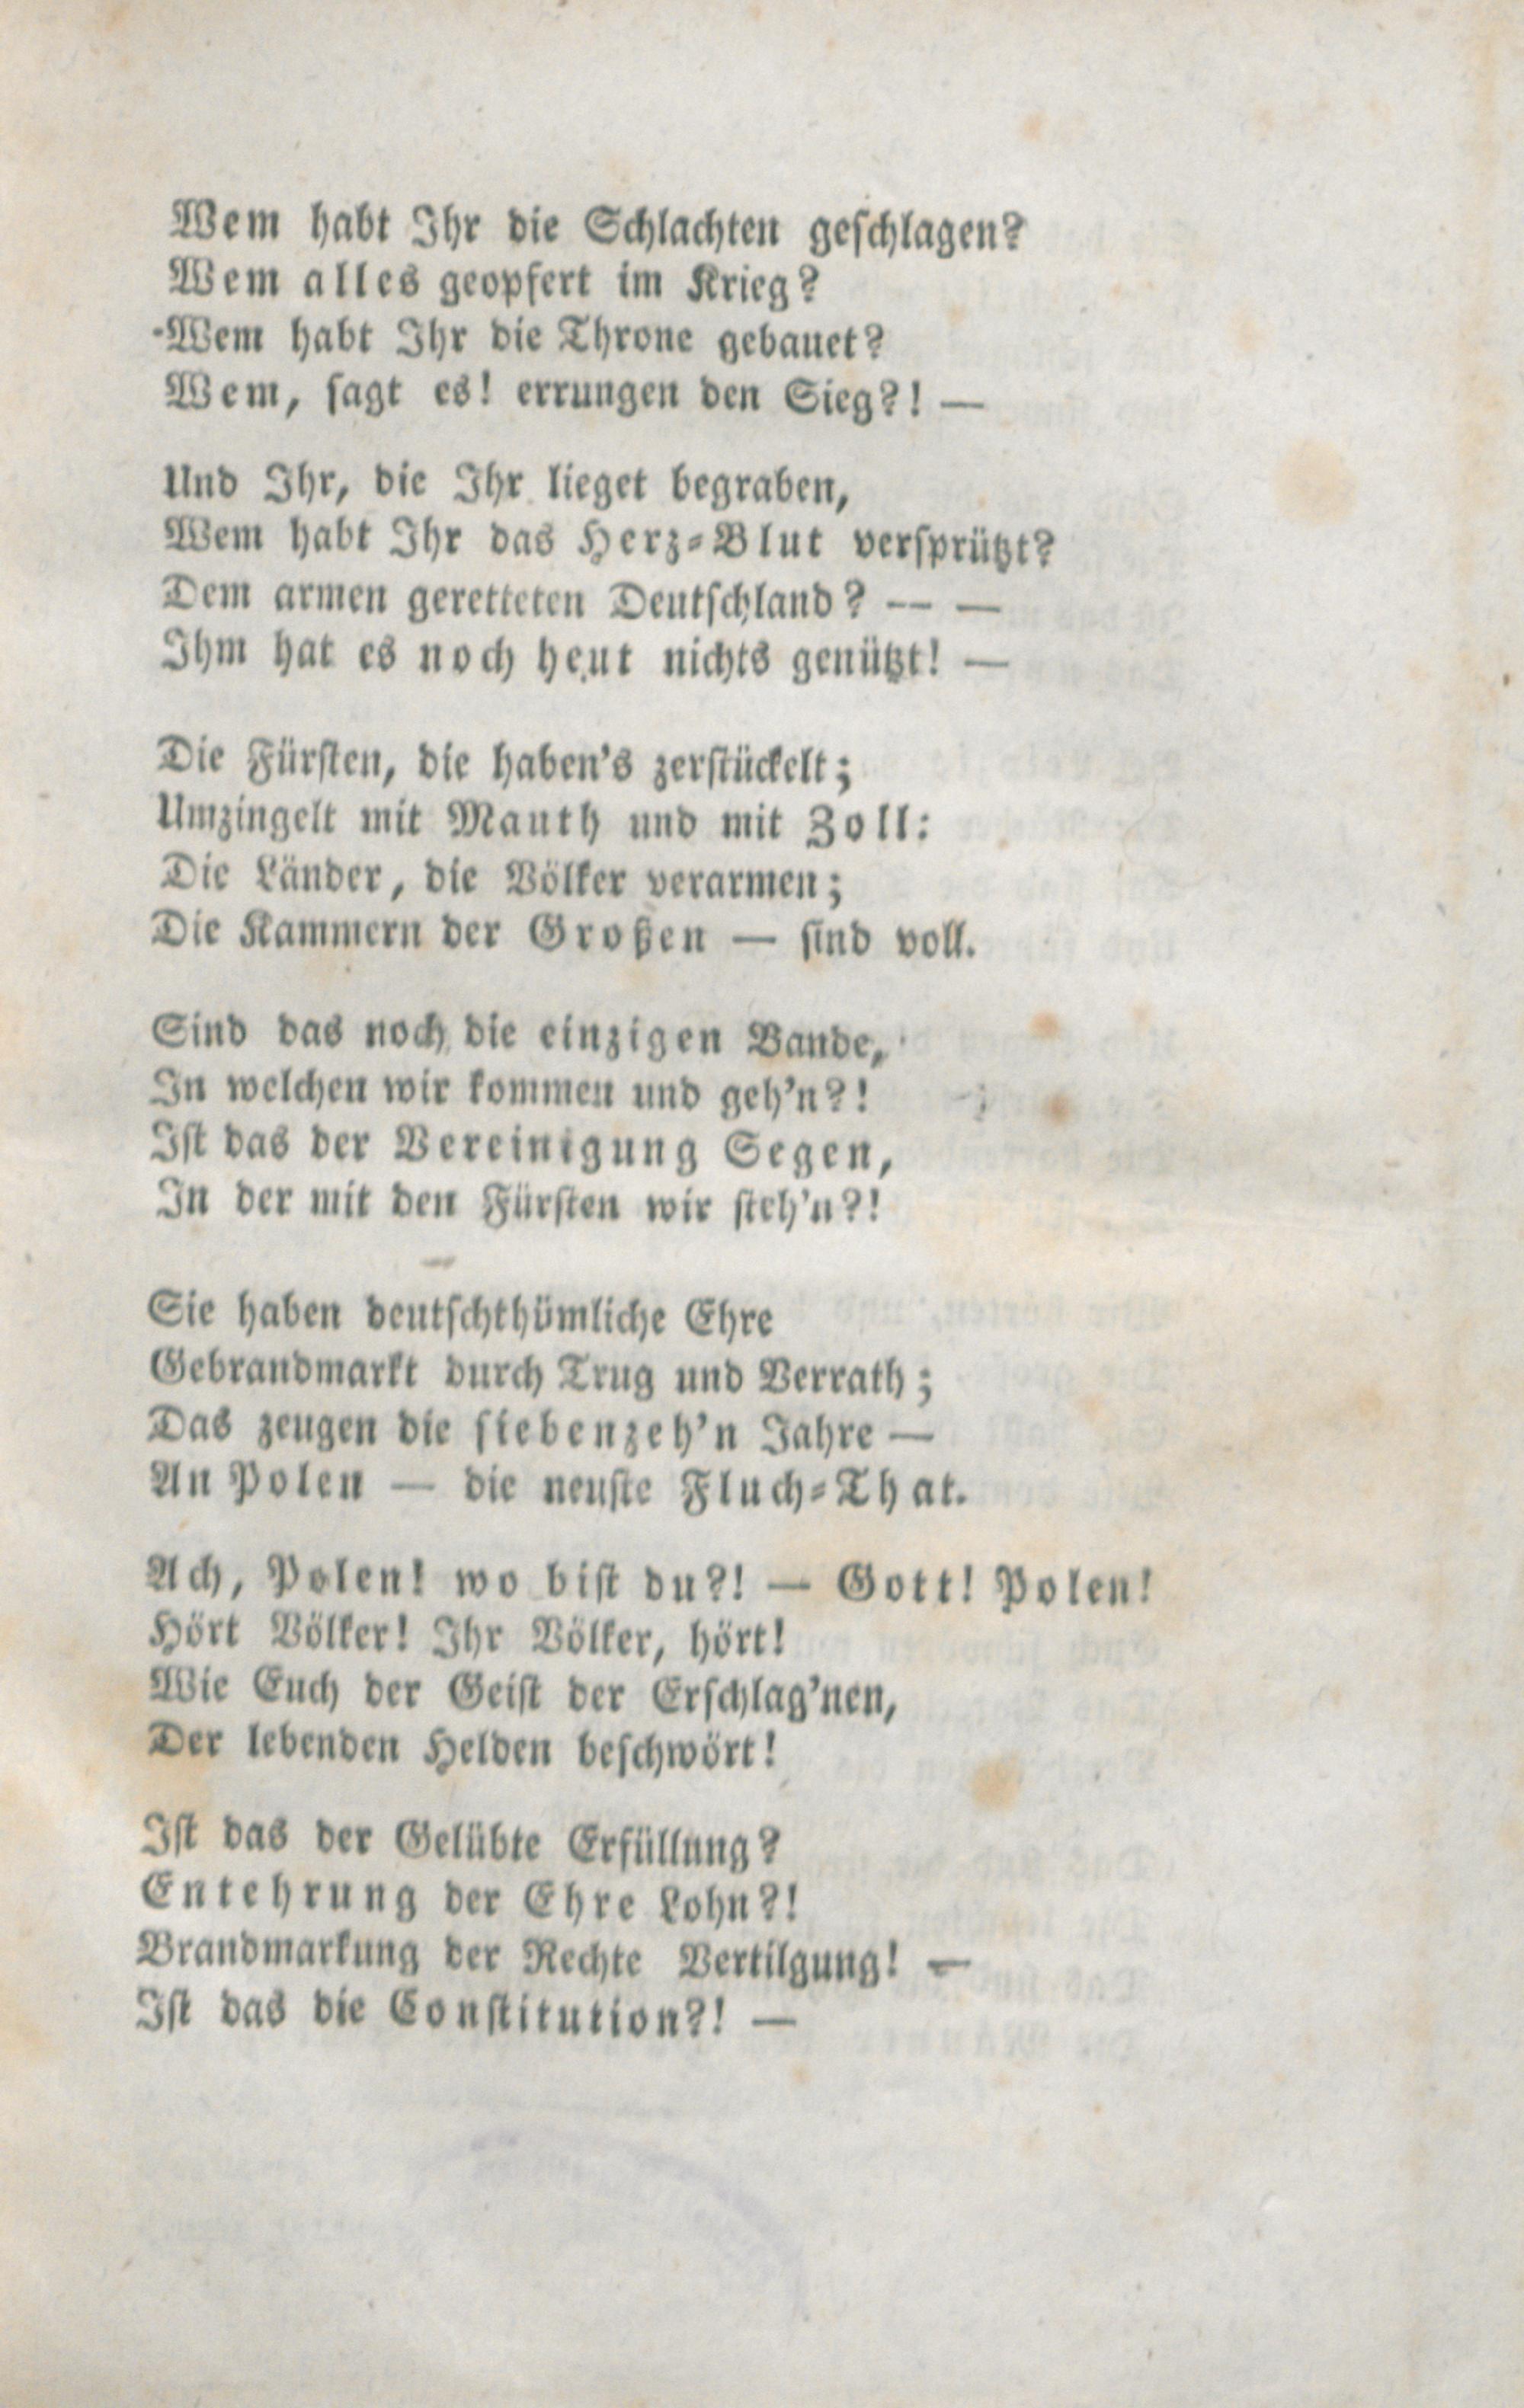 Wem habt Ihr die Schlachten geschlagen?
Wem alles geopfert im Krieg?
Wem habt Ihr die Throne gebauet?
Wem, sagt es! errungen den Sieg?! —
Und Ihr, die Ihr lieget begraben,
Wem habt Ihr das Herz-Blut versprützt?
Dem armen geretteten Deutschland? — —
Ihm hat es noch heut nichts genützt! —
Die Fürsten, die haben's zerstückelt;
Umzingelt mit Mauth und mit Zoll:
Die Länder, die Völker verarmen;
Die Kammern der Großen — sind voll.
Sind das noch die einzigen Bande,
In welchen wir kommen und geh'n?!
Ist das der Vereinigung Segen,
In der mit den Fürsten wir steh'n?!
Sie haben deutschthümliche Ehre
Gebrandmarkt durch Trug und Verrath;
Das zeugen die siebenzeh'n Jahre —
An Polen — die neuste Fluch-That.
Ach, Polen! wo bist du?! — Gott! Polen!
Hört Völker! Ihr Völker, hört!
Wie Euch der Geist der Erschlag'nen,
Der lebenden Helden beschwört!
Ist das der Gelübte Erfüllung?
Entehrung der Ehre Lohn?!
Brandmarkung der Rechte Vertilgung! —
Ist das die Constitution?! —